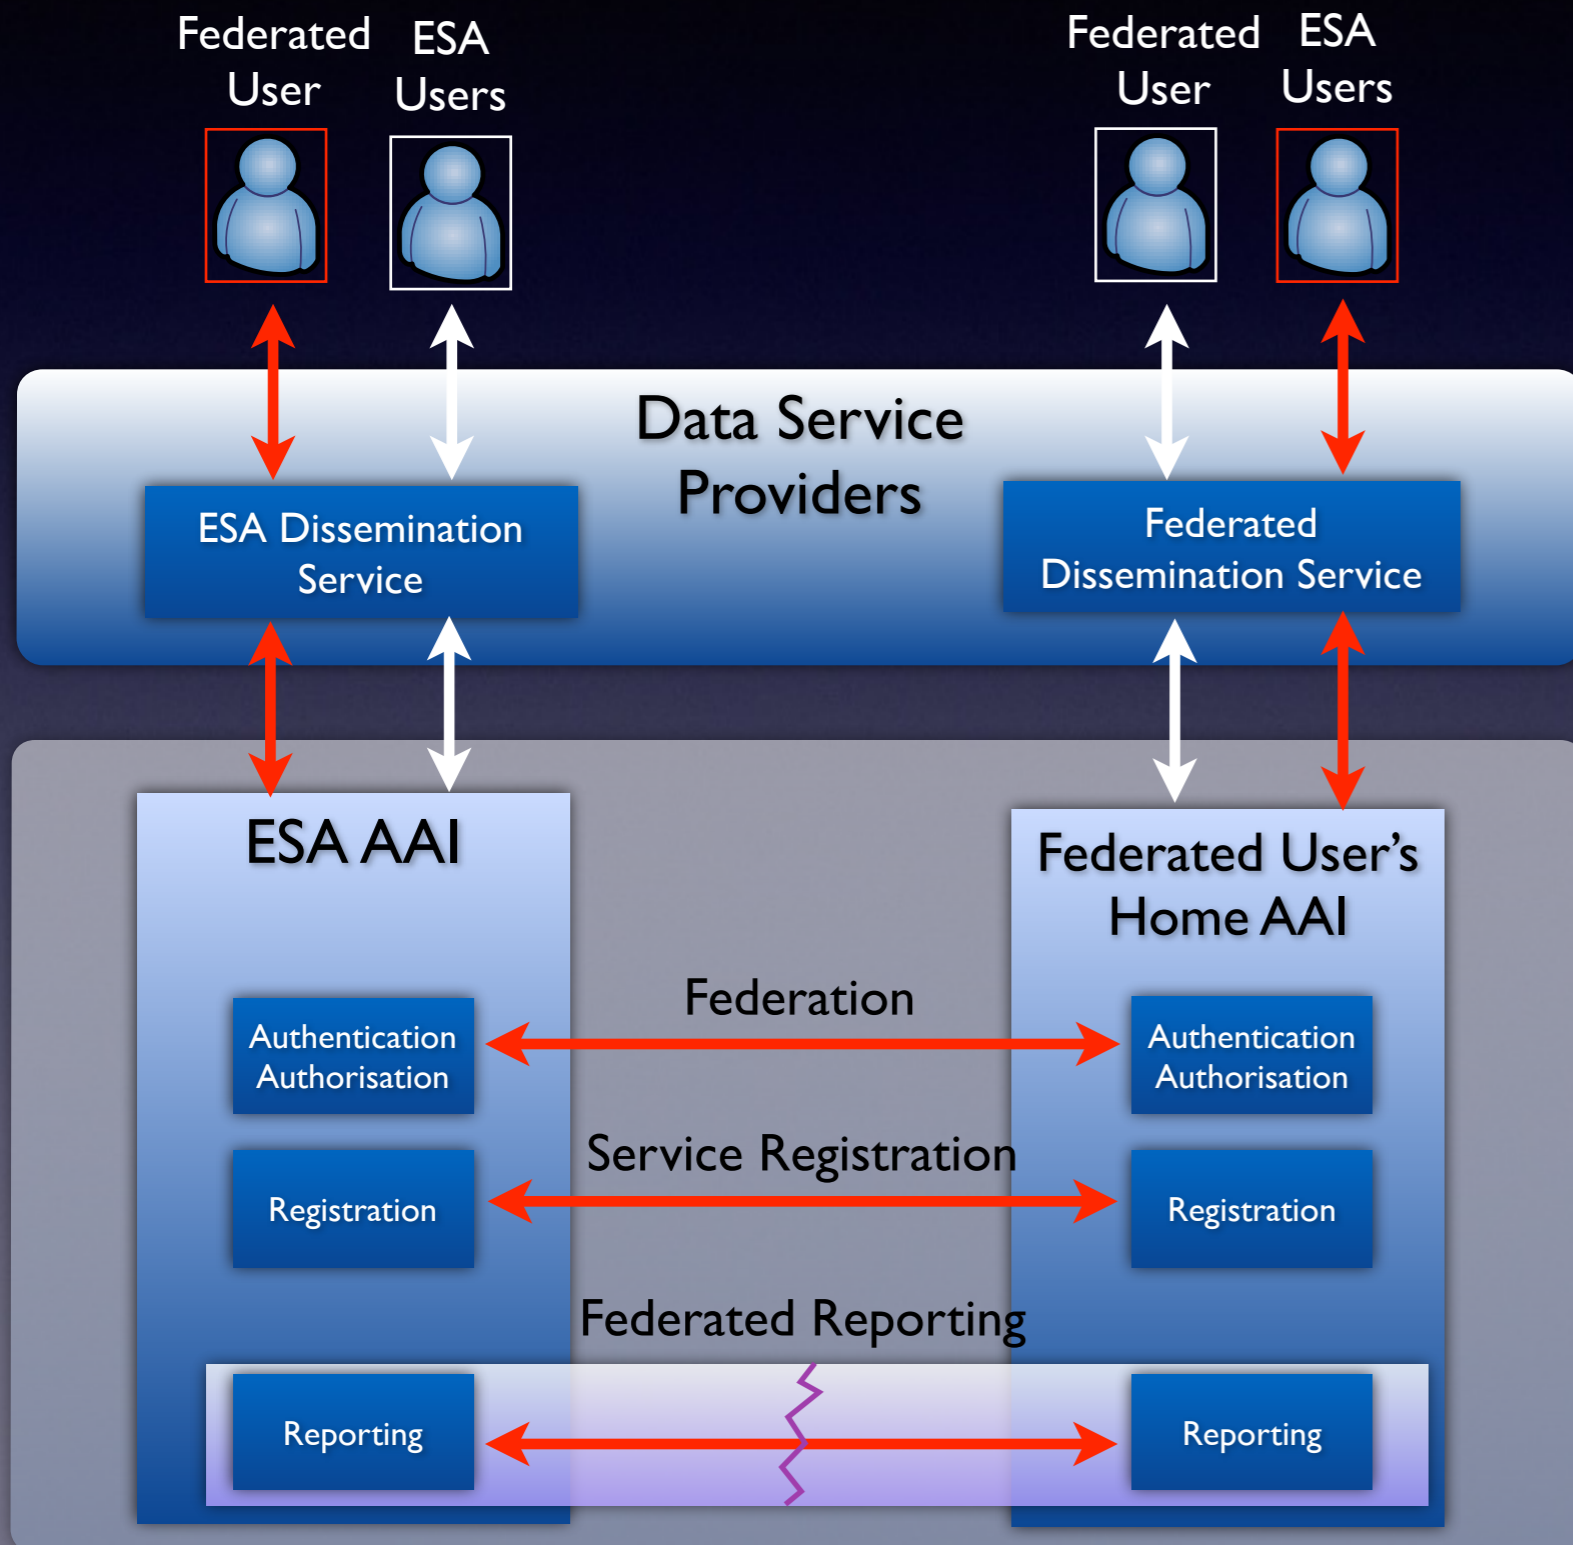 Federated
User
ESA
Users
Federated
User
ESA
Users
Data Service
Providers
ESA Dissemination
Service
Federated
Dissemination Service
ESA AAI
Federated User’s
Home AAI
Federation
Authentication
Authorisation
Authentication
Authorisation
Service Registration
Registration
Registration
Federated Reporting
Reporting
Reporting